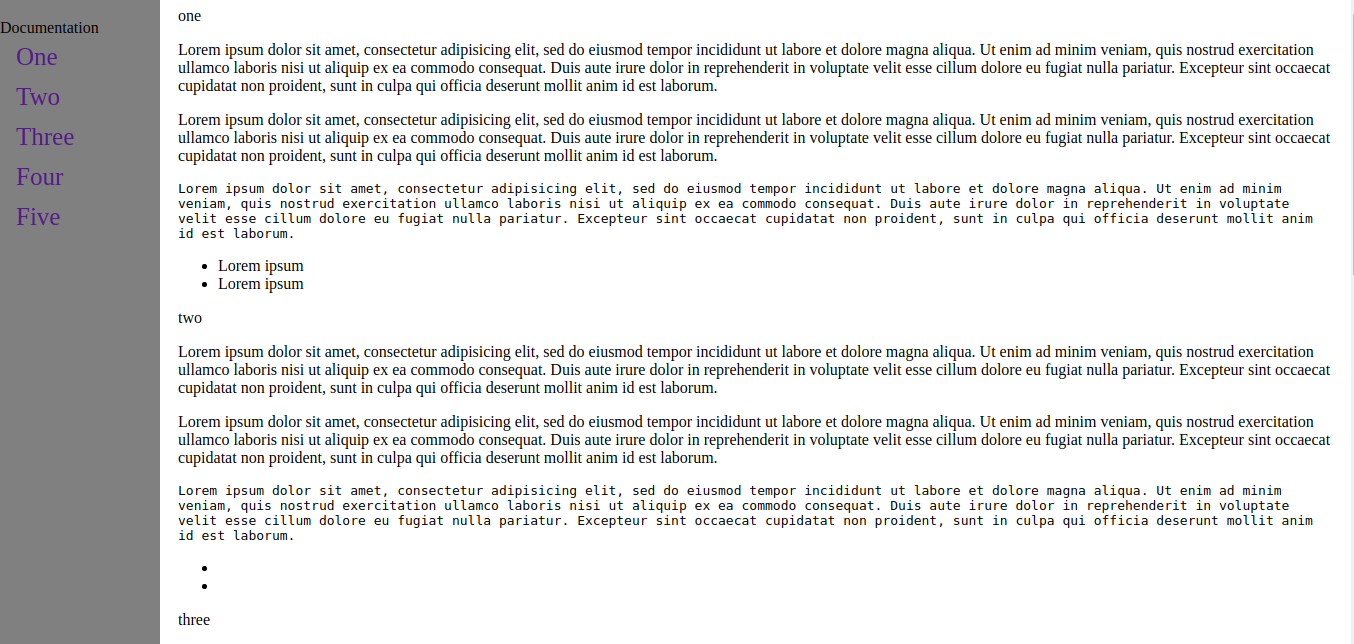 Documentation
One
Two
Three
Four
Five
one
Lorem ipsum dolor sit amet, consectetur adipisicing elit, sed do eiusmod tempor incididunt ut labore et dolore magna aliqua. Ut enim ad minim veniam, quis nostrud exercitation
ullamco laboris nisi ut aliquip ex ea commodo consequat. Duis aute irure dolor in reprehenderit in voluptate velit esse cillum dolore eu fugiat nulla pariatur. Excepteur sint occaecat
cupidatat non proident, sunt in culpa qui officia deserunt mollit anim id est laborum.
Lorem ipsum dolor sit amet, consectetur adipisicing elit, sed do eiusmod tempor incididunt ut labore et dolore magna aliqua. Ut enim ad minim veniam, quis nostrud exercitation
ullamco laboris nisi ut aliquip ex ea commodo consequat. Duis aute irure dolor in reprehenderit in voluptate velit esse cillum dolore eu fugiat nulla pariatur. Excepteur sint occaecat
cupidatat non proident, sunt in culpa qui officia deserunt mollit anim id est laborum.
Lorem ipsum dolor sit amet, consectetur adipisicing elit, sed do eiusmod tempor incididunt ut labore et dolore magna aliqua. Ut enim ad minim
veniam, quis nostrud exercitation ullamco laboris nisi ut aliquip ex ea commodo consequat. Duis aute irure dolor in reprehenderit in voluptate
velit esse cillum dolore eu fugiat nulla pariatur. Excepteur sint occaecat cupidatat non proident, sunt in culpa qui officia deserunt mollit anim
id est laborum.
• Lorem ipsum
• Lorem ipsum
two
Lorem ipsum dolor sit amet, consectetur adipisicing elit, sed do eiusmod tempor incididunt ut labore et dolore magna aliqua. Ut enim ad minim veniam, quis nostrud exercitation
ullamco laboris nisi ut aliquip ex ea commodo consequat. Duis aute irure dolor in reprehenderit in voluptate velit esse cillum dolore eu fugiat nulla pariatur. Excepteur sint occaecat
cupidatat non proident, sunt in culpa qui officia deserunt mollit anim id est laborum.
Lorem ipsum dolor sit amet, consectetur adipisicing elit, sed do eiusmod tempor incididunt ut labore et dolore magna aliqua. Ut enim ad minim veniam, quis nostrud exercitation
ullamco laboris nisi ut aliquip ex ea commodo consequat. Duis aute irure dolor in reprehenderit in voluptate velit esse cillum dolore eu fugiat nulla pariatur. Excepteur sint occaecat
cupidatat non proident, sunt in culpa qui officia deserunt mollit anim id est laborum.
Lorem ipsum dolor sit amet, consectetur adipisicing elit, sed do eiusmod tempor incididunt ut labore et dolore magna aliqua. Ut enim ad minim
veniam, quis nostrud exercitation ullamco laboris nisi ut aliquip ex ea commodo consequat. Duis aute irure dolor in reprehenderit in voluptate
velit esse cillum dolore eu fugiat nulla pariatur. Excepteur sint occaecat cupidatat non proident, sunt in culpa qui officia deserunt mollit anim
id est laborum.
•
•
three